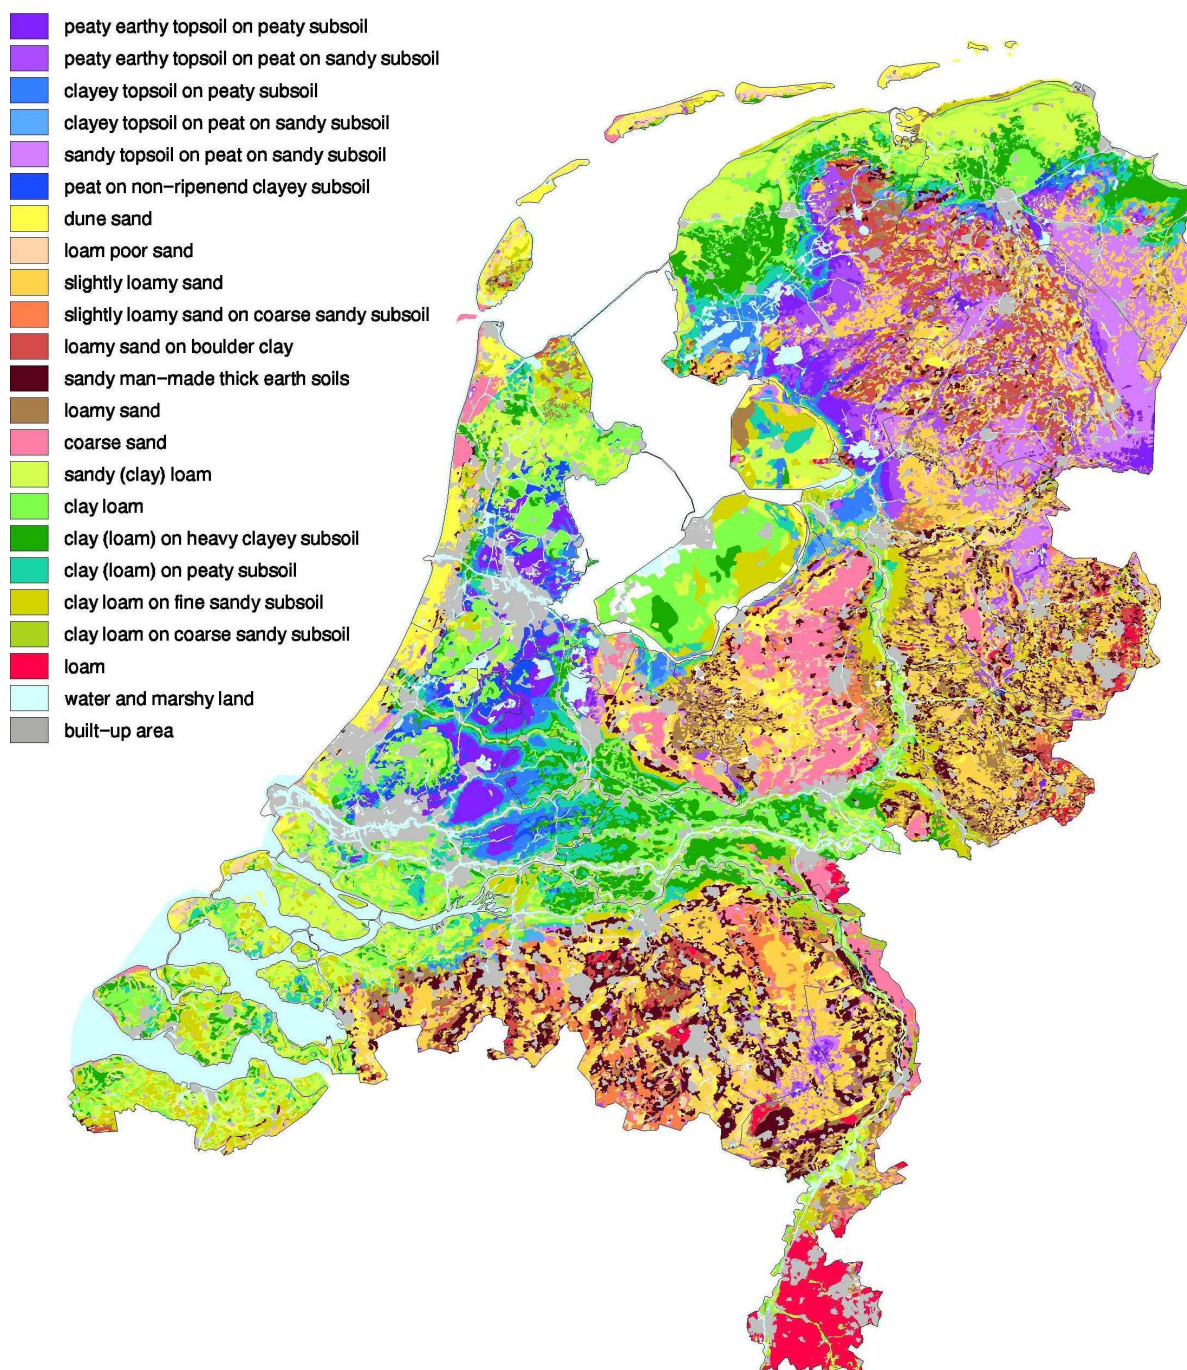 peaty earthy topsoil on peaty subsoil
peaty earthy topsoil on peat on sandy subsoil
clayey topsoil on peaty subsoil
clayey topsoil on peat on sandy subsoil
sandy topsoil on peat on sandy subsoil
peat on non-ripenend clayey subsoil
dune sand
loam poor sand
slightly loamy sand
slightly loamy sand on coarse sandy subsoil
loamy sand on boulder clay
sandy man-made thick earth soils
loamy sand
coarse sand
sandy (clay) loam
clay loam
clay (loam) on heavy clayey subsoil
clay (loam) on peaty subsoil
clay loam on fine sandy subsoil
clay loam on coarse sandy subsoil
loam
water and marshy land
built-up area